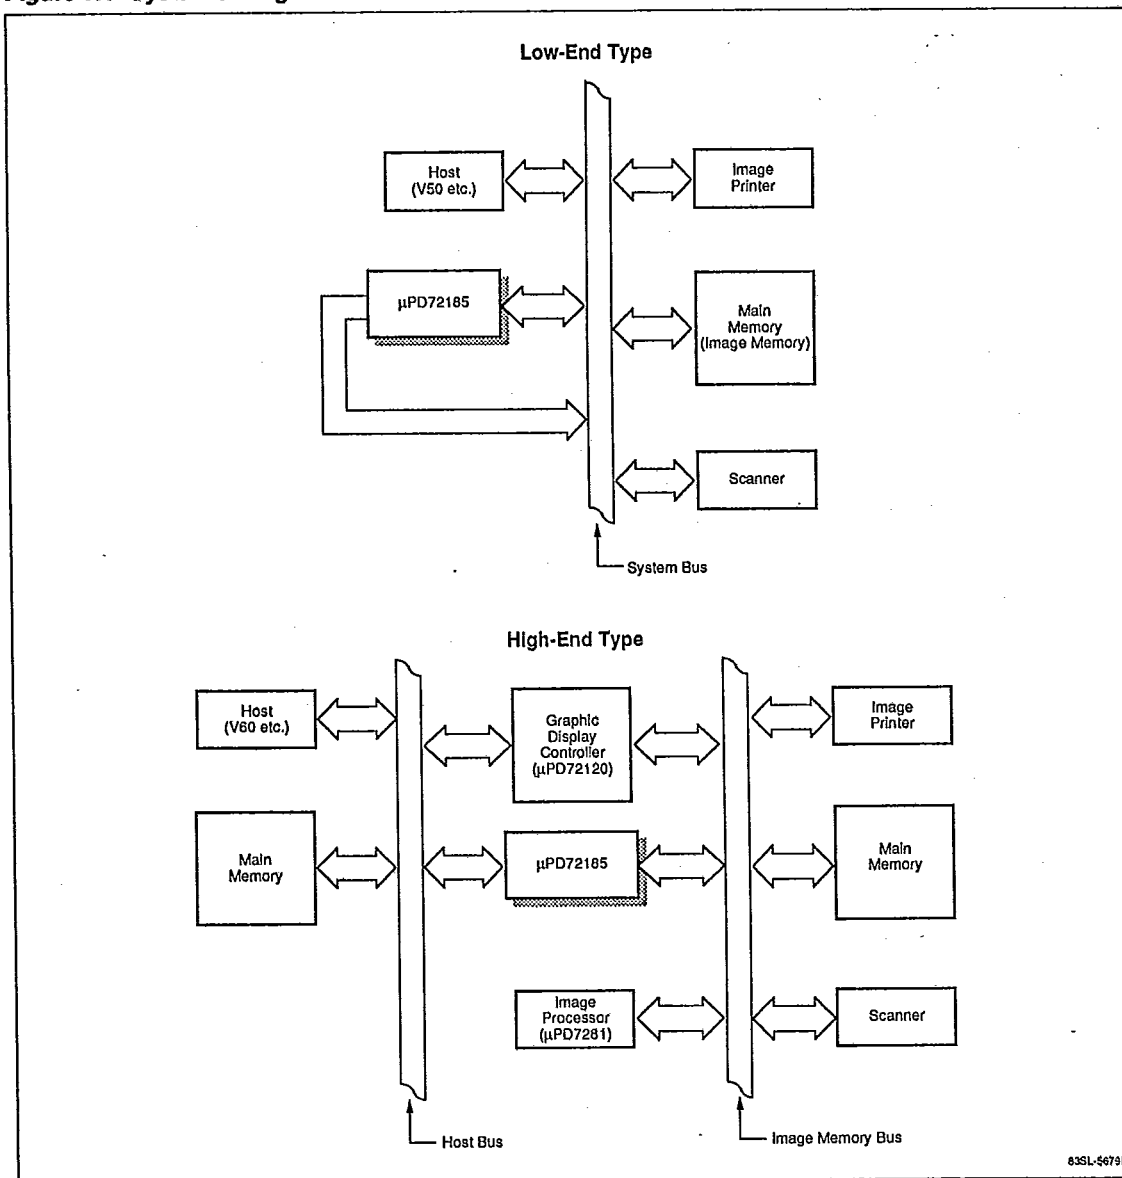 Low-End Type
Host
(V50 etc.)
Image
Printer
µPD72185
Main
Memory
(Image Memory)
Scanner
System Bus
High-End Type
Host
(V60 etc.)
Graphic
Display
Controller
(µPD72120)
Image
Printer
Main
Memory
µPD72185
Main
Memory
Image
Processor
(µPD7281)
Scanner
Host Bus
Image Memory Bus